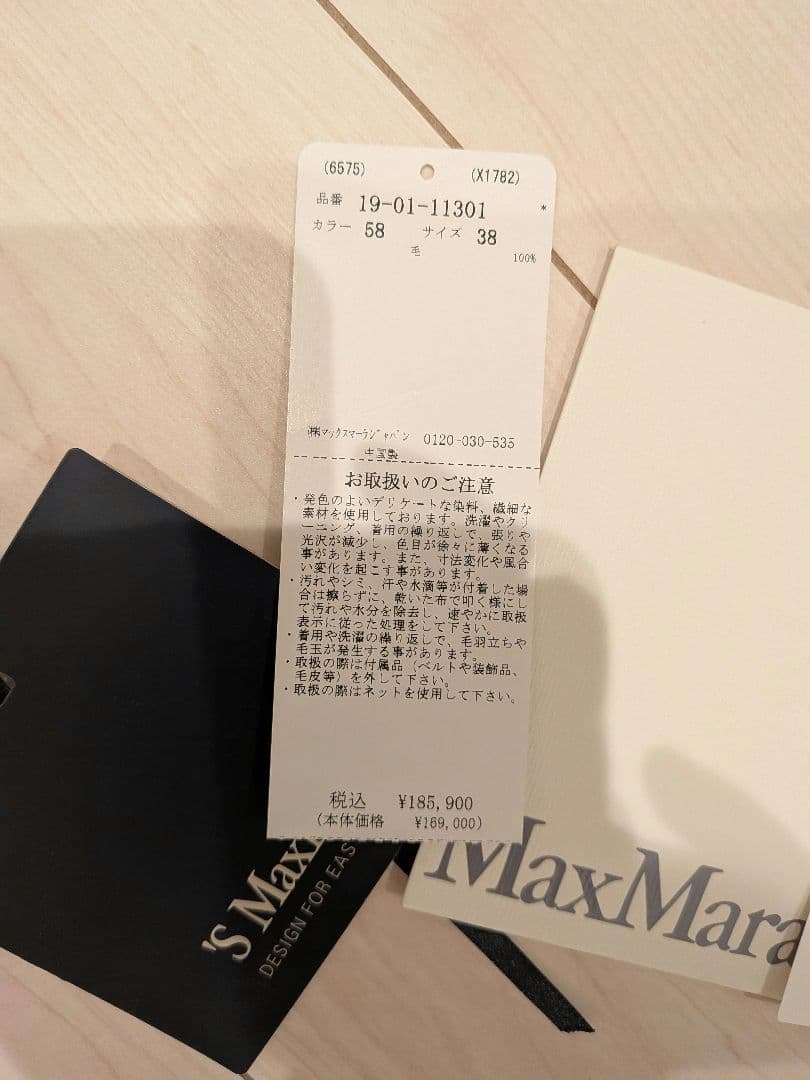 (6575) (X1782)
品番 19-01-11301 *
カラー 58 サイズ 38
毛 100%
㈱マックスマーラジャパン 0120-030-535
中国製
お取扱いのご注意
・発色のよいデリケートな染料、繊細な
素材を使用しております。洗濯やクリ
ーニング、着用の繰り返しで、張りや
光沢が減少し、色目が徐々に薄くなる
事があります。また、寸法変化や風合
い変化を起こす事があります。
・汚れやシミ、汗や水滴等が付着した場
合は擦らずに、乾いた布で叩く様にし
て汚れや水分を除去し、速やかに取扱
表示に従った処理をして下さい。
・着用や洗濯の繰り返しで、毛羽立ちや
毛玉が発生する事があります。
・取扱の際は付属品（ベルトや装飾品、
毛皮等）を外して下さい。
・取扱の際はネットを使用して下さい。
税込 ¥185,900
(本体価格 ¥169,000)
'S Max
DESIGN FOR EAS
MaxMara